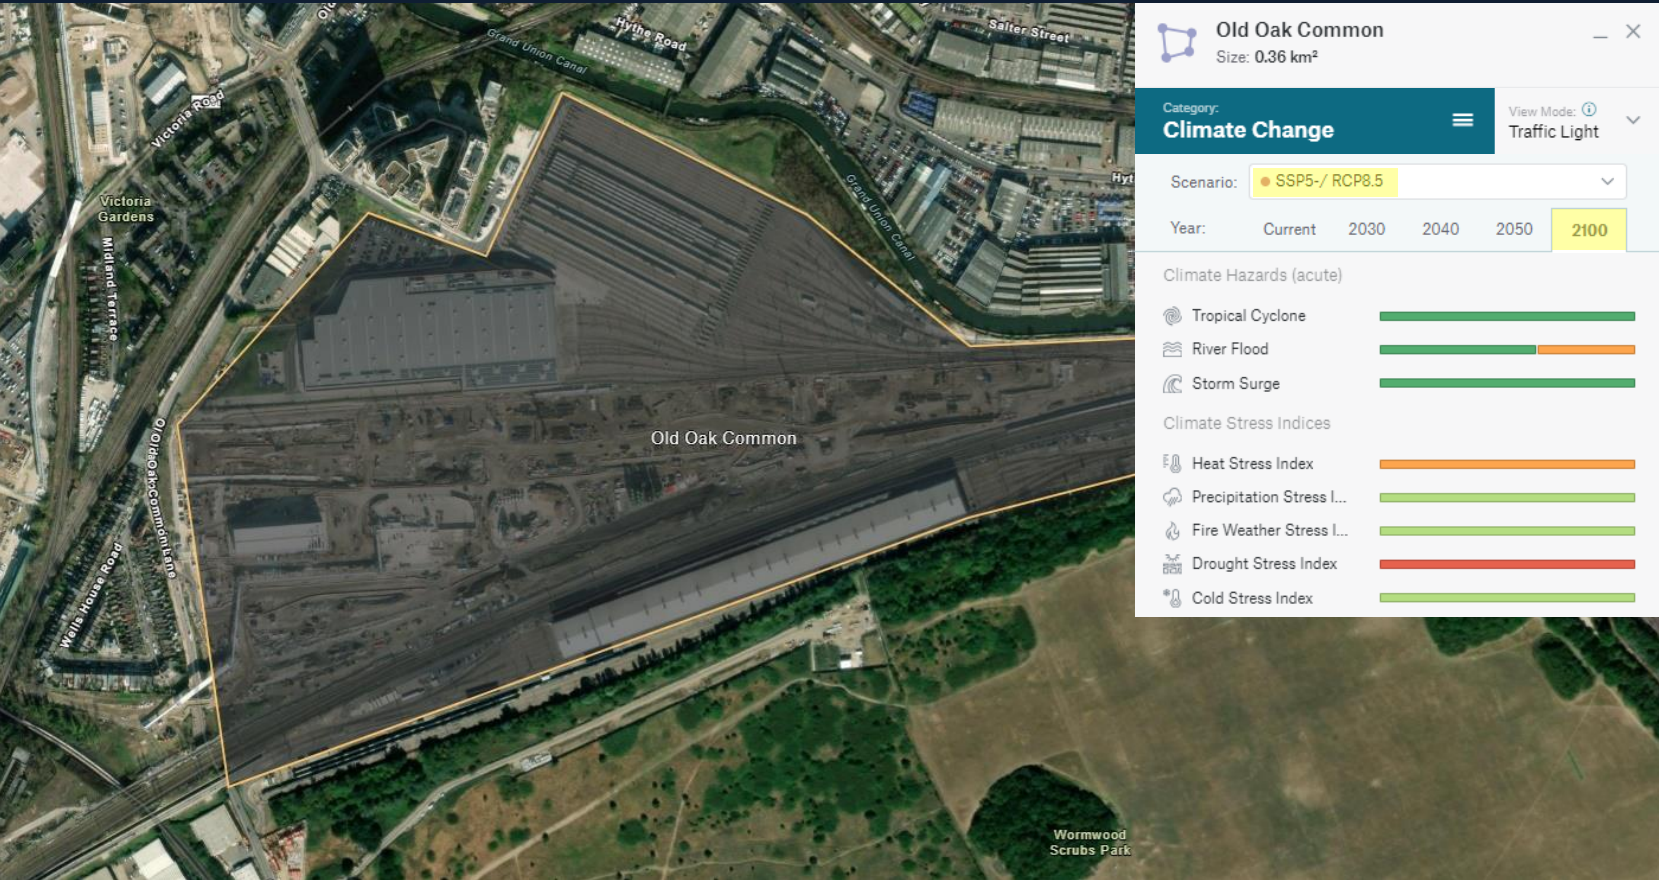 Old Oak Common
Size: 0.36 km²
Category:
Climate Change
View Mode:
Traffic Light
Scenario:
SSP5-/ RCP8.5
Year:
Current
2030
2040
2050
2100
Climate Hazards (acute)
Tropical Cyclone
River Flood
Storm Surge
Climate Stress Indices
Heat Stress Index
Precipitation Stress I...
Fire Weather Stress I...
Drought Stress Index
Cold Stress Index
Hythe Road
Salter Street
Grand Union Canal
Victoria Road
Victoria
Gardens
Midland Terrace
Grand Union Canal
Hyt
Old Oak Common
Old Oak Common Lane
Wells House Road
Wormwood
Scrubs Park